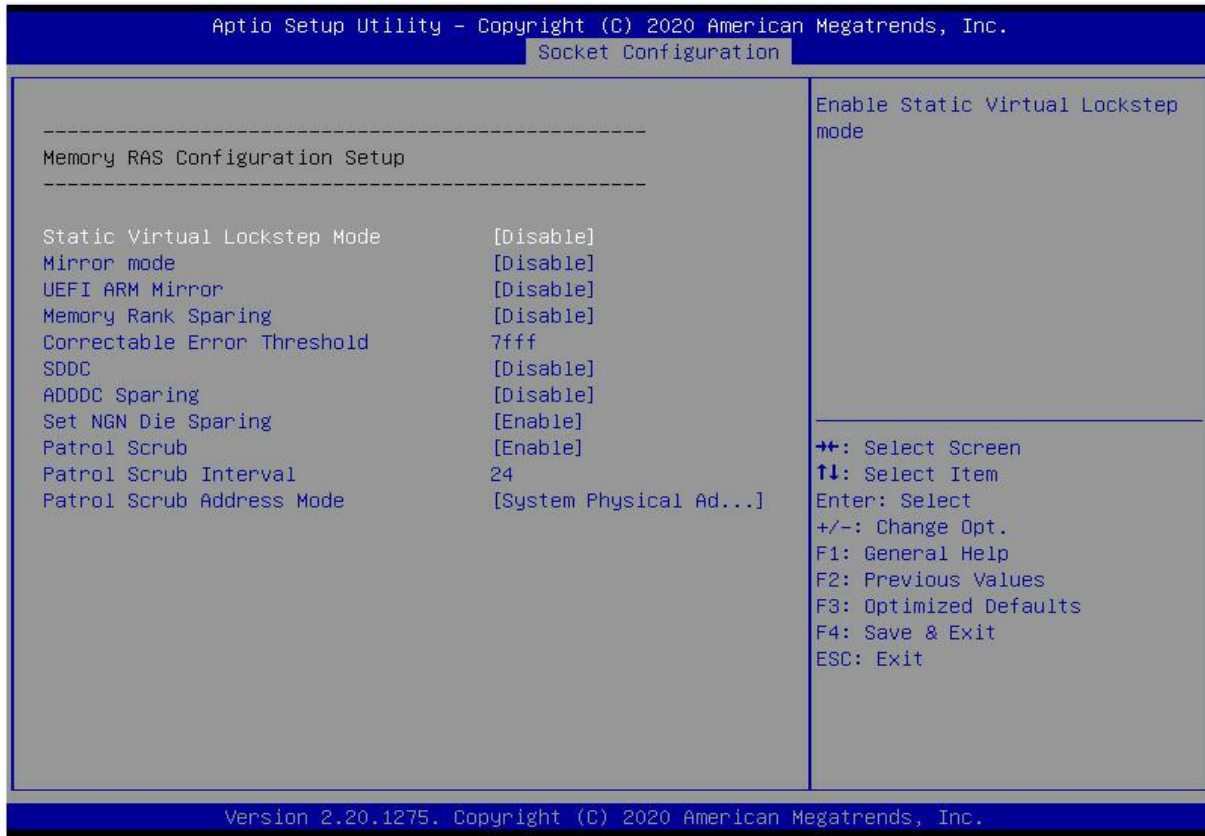 Aptio Setup Utility – Copyright (C) 2020 American Megatrends, Inc.
Socket Configuration
--------------------------------------------------
Memory RAS Configuration Setup
--------------------------------------------------
Static Virtual Lockstep Mode [Disable]
Mirror mode [Disable]
UEFI ARM Mirror [Disable]
Memory Rank Sparing [Disable]
Correctable Error Threshold 7fff
SDDC [Disable]
ADDDC Sparing [Disable]
Set NGN Die Sparing [Enable]
Patrol Scrub [Enable]
Patrol Scrub Interval 24
Patrol Scrub Address Mode [System Physical Ad...]
Enable Static Virtual Lockstep
mode
→←: Select Screen
↑↓: Select Item
Enter: Select
+/-: Change Opt.
F1: General Help
F2: Previous Values
F3: Optimized Defaults
F4: Save & Exit
ESC: Exit
Version 2.20.1275. Copyright (C) 2020 American Megatrends, Inc.